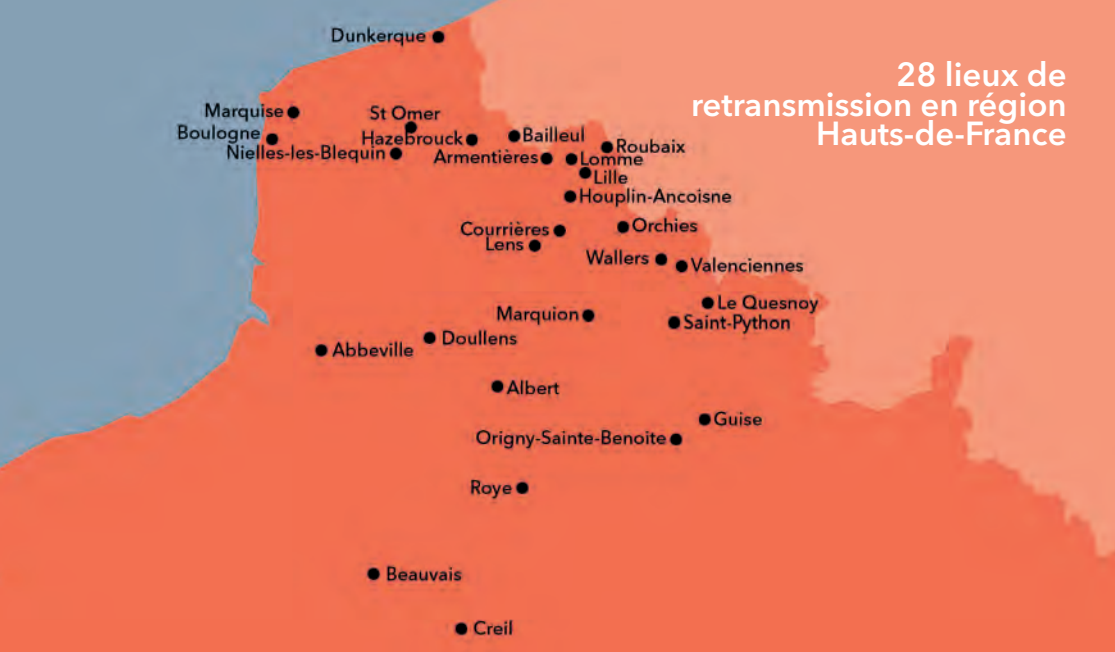 Dunkerque
28 lieux de
retransmission en région
Hauts-de-France
Marquise
St Omer
Boulogne
Hazebrouck
Bailleul
Roubaix
Nielles-les-Blequin
Armentières
Lomme
Lille
Houplin-Ancoisne
Courrières
Orchies
Lens
Wallers
Valenciennes
Le Quesnoy
Marquion
Saint-Python
Doullens
Abbeville
Albert
Guise
Origny-Sainte-Benoite
Roye
Beauvais
Creil